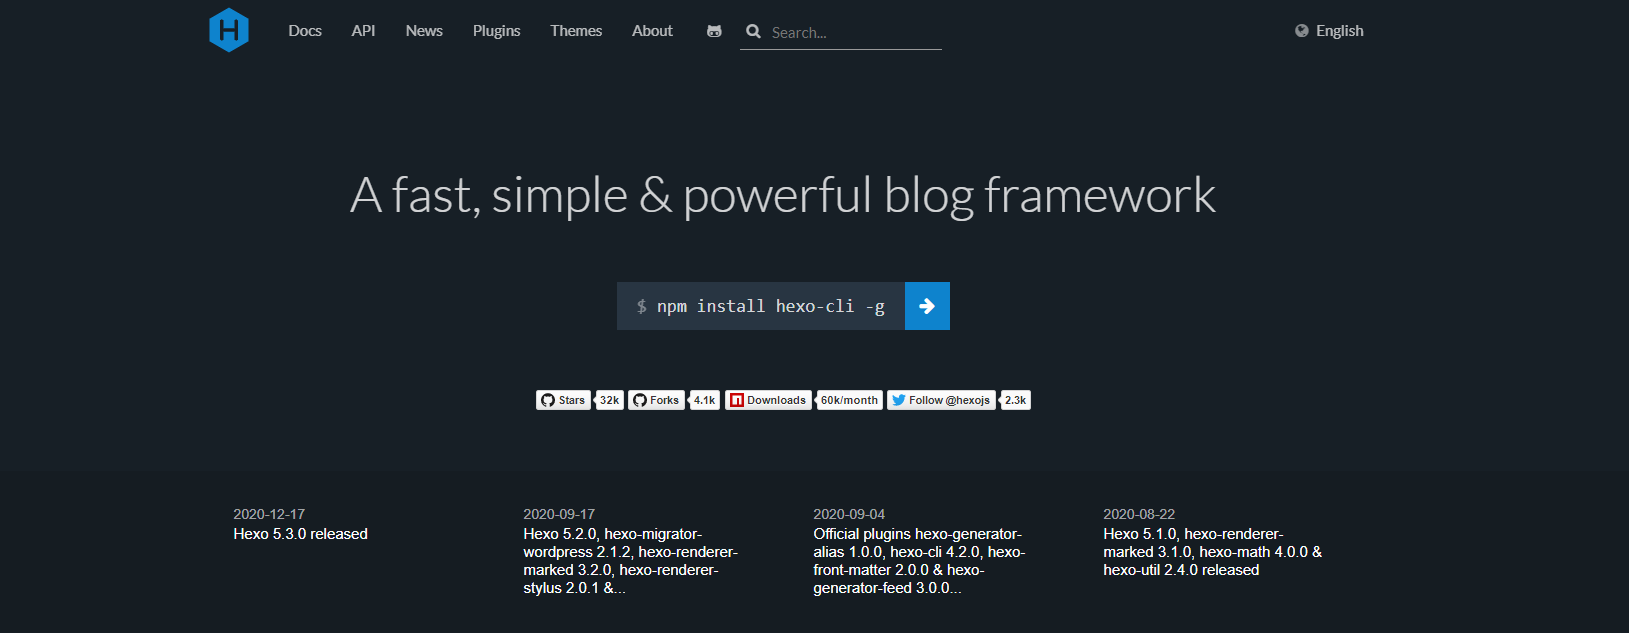 H Docs API News Plugins Themes About Search... English
A fast, simple & powerful blog framework
$ npm install hexo-cli -g
Stars 32k Forks 4.1k Downloads 60k/month Follow @hexojs 2.3k
2020-12-17
Hexo 5.3.0 released
2020-09-17
Hexo 5.2.0, hexo-migrator-
wordpress 2.1.2, hexo-renderer-
marked 3.2.0, hexo-renderer-
stylus 2.0.1 &...
2020-09-04
Official plugins hexo-generator-
alias 1.0.0, hexo-cli 4.2.0, hexo-
front-matter 2.0.0 & hexo-
generator-feed 3.0.0...
2020-08-22
Hexo 5.1.0, hexo-renderer-
marked 3.1.0, hexo-math 4.0.0 &
hexo-util 2.4.0 released